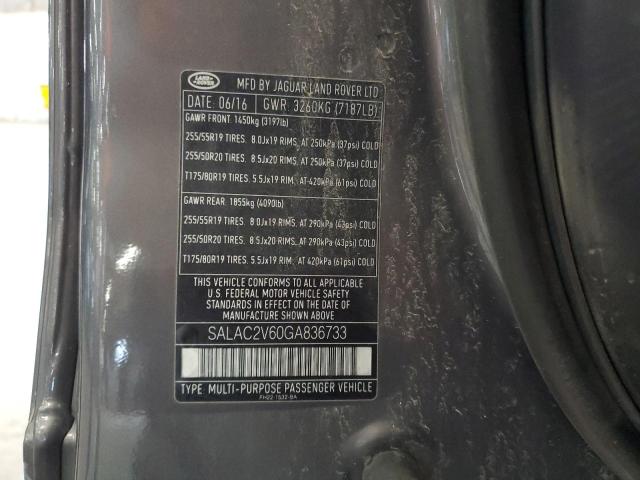 LAND ROVER
MFD BY JAGUAR LAND ROVER LTD
DATE: 06/16 GWR: 3260KG (7187LB)
GAWR FRONT: 1450kg (3197lb)
255/55R19 TIRES. 8.0Jx19 RIMS, AT 250kPa (37psi) COLD
255/50R20 TIRES. 8.5Jx20 RIMS, AT 250kPa (37psi) COLD
T175/80R19 TIRES. 5.5Jx19 RIM, AT 420kPa (61psi) COLD
GAWR REAR: 1855kg (4090lb)
255/55R19 TIRES. 8.0Jx19 RIMS, AT 290kPa (43psi) COLD
255/50R20 TIRES. 8.5Jx20 RIMS, AT 290kPa (43psi) COLD
T175/80R19 TIRES. 5.5Jx19 RIM, AT 420kPa (61psi) COLD
THIS VEHICLE CONFORMS TO ALL APPLICABLE
U.S. FEDERAL MOTOR VEHICLE SAFETY
STANDARDS IN EFFECT ON THE DATE OF
MANUFACTURE SHOWN ABOVE
SALAC2V60GA836733
TYPE: MULTI-PURPOSE PASSENGER VEHICLE
FH22-1532-BA